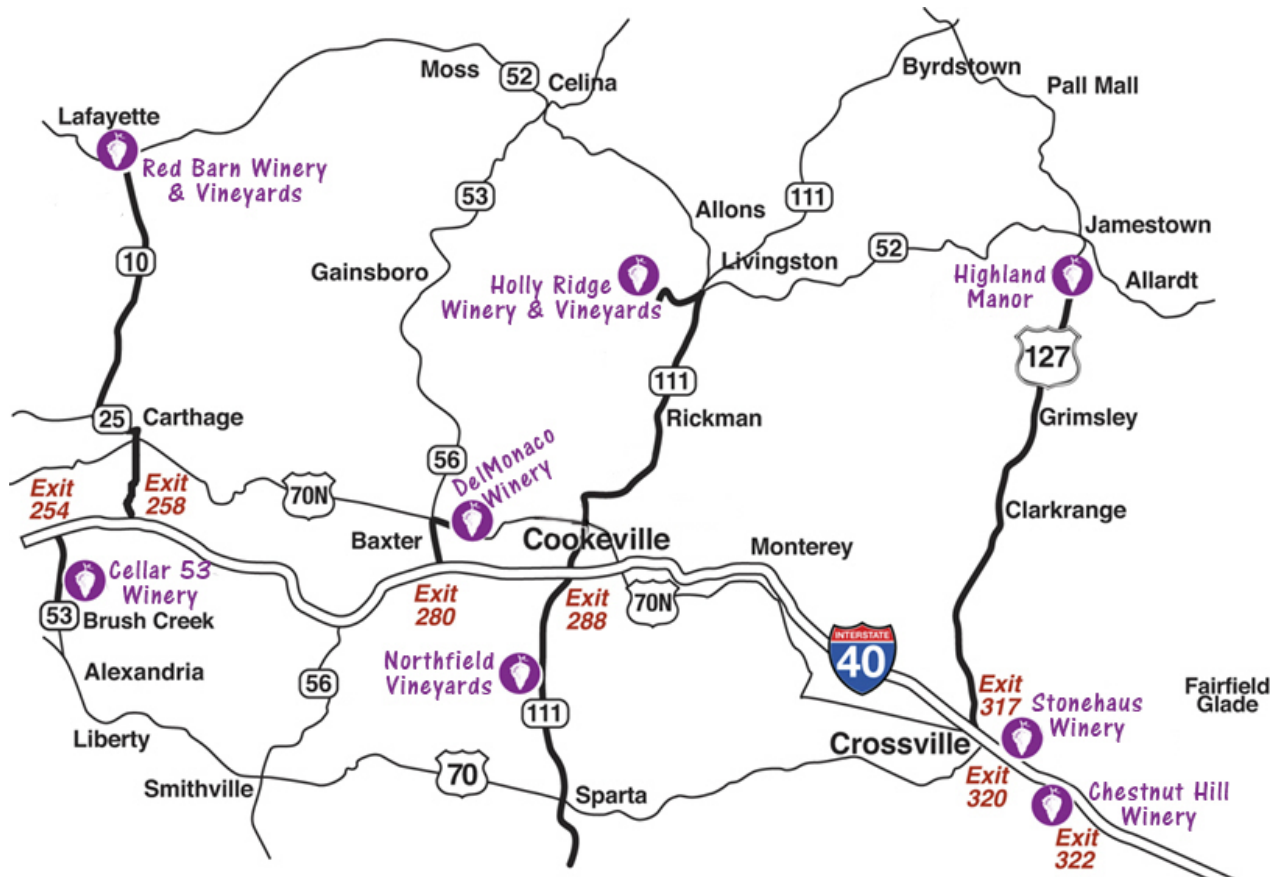 Byrdstown
Moss
52
Celina
Pall Mall
Lafayette
Red Barn Winery
& Vineyards
53
111
Allons
Jamestown
10
Gainsboro
Livingston
52
Holly Ridge
Winery & Vineyards
Highland
Manor
Allardt
127
111
25
Carthage
Rickman
Grimsley
56
DelMonaco
Winery
Exit
254
Exit
258
70N
Clarkrange
Baxter
Cookeville
Monterey
Cellar 53
Winery
Exit
280
Exit
288
70N
53
Brush Creek
INTERSTATE
40
Alexandria
Northfield
Vineyards
56
111
Exit
317
Stonehaus
Winery
Fairfield
Glade
Liberty
Crossville
Smithville
70
Sparta
Exit
320
Chestnut Hill
Winery
Exit
322